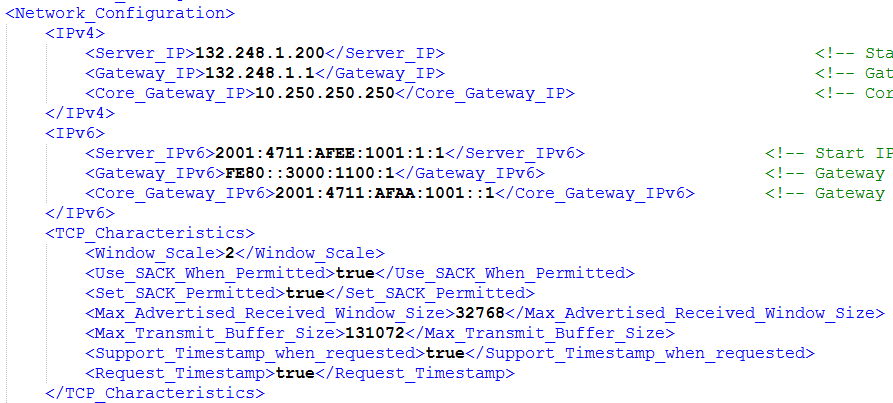 <Network_Configuration>
<IPv4>
<Server_IP>132.248.1.200</Server_IP> <!-- Sta
<Gateway_IP>132.248.1.1</Gateway_IP> <!-- Gat
<Core_Gateway_IP>10.250.250.250</Core_Gateway_IP> <!-- Cor
</IPv4>
<IPv6>
<Server_IPv6>2001:4711:AFEE:1001:1:1</Server_IPv6> <!-- Start IP
<Gateway_IPv6>FE80::3000:1100:1</Gateway_IPv6> <!-- Gateway
<Core_Gateway_IPv6>2001:4711:AFAA:1001::1</Core_Gateway_IPv6> <!-- Gateway
</IPv6>
<TCP_Characteristics>
<Window_Scale>2</Window_Scale>
<Use_SACK_When_Permitted>true</Use_SACK_When_Permitted>
<Set_SACK_Permitted>true</Set_SACK_Permitted>
<Max_Advertised_Received_Window_Size>32768</Max_Advertised_Received_Window_Size>
<Max_Transmit_Buffer_Size>131072</Max_Transmit_Buffer_Size>
<Support_Timestamp_when_requested>true</Support_Timestamp_when_requested>
<Request_Timestamp>true</Request_Timestamp>
</TCP_Characteristics>